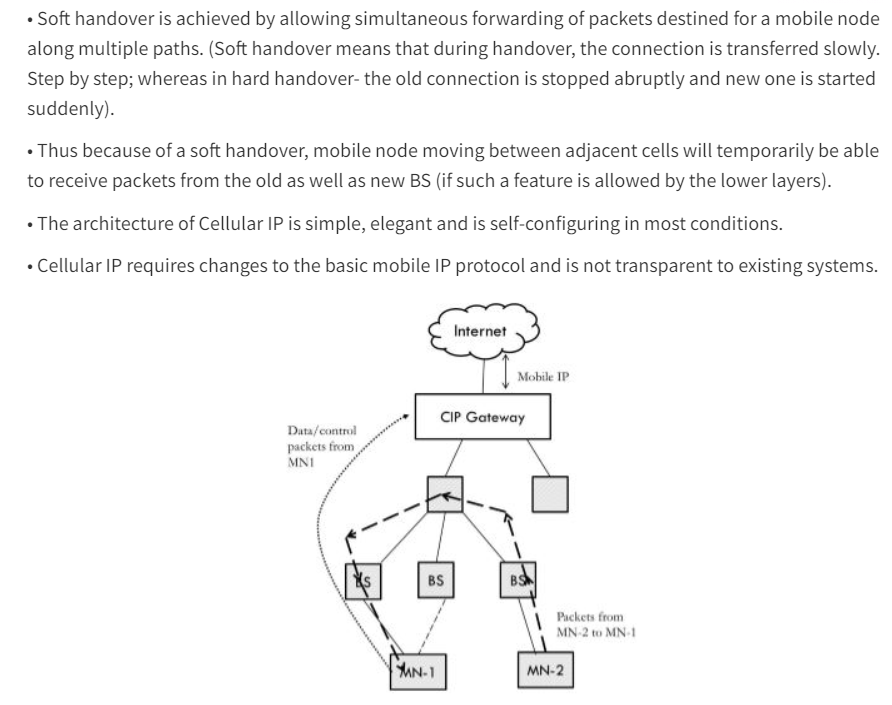 • Soft handover is achieved by allowing simultaneous forwarding of packets destined for a mobile node
along multiple paths. (Soft handover means that during handover, the connection is transferred slowly.
Step by step; whereas in hard handover- the old connection is stopped abruptly and new one is started
suddenly).
• Thus because of a soft handover, mobile node moving between adjacent cells will temporarily be able
to receive packets from the old as well as new BS (if such a feature is allowed by the lower layers).
• The architecture of Cellular IP is simple, elegant and is self-configuring in most conditions.
• Cellular IP requires changes to the basic mobile IP protocol and is not transparent to existing systems.
Internet
Mobile IP
CIP Gateway
Data/control
packets from
MN1
BS
BS
BS
Packets from
MN-2 to MN-1
MN-1
MN-2